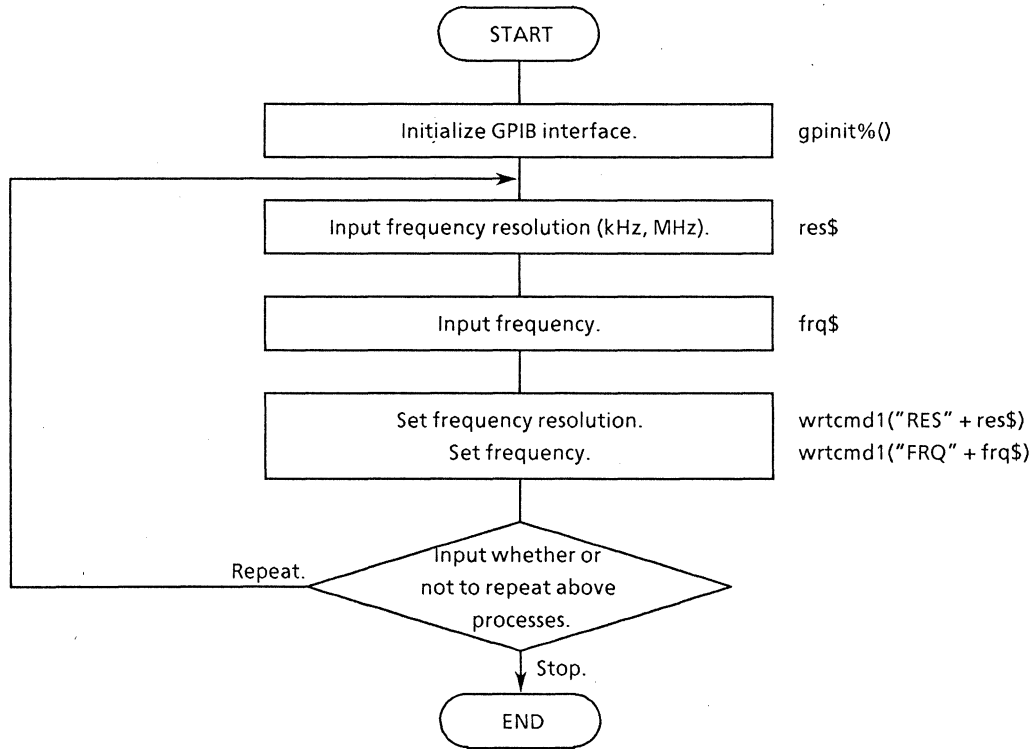 START
Initialize GPIB interface.
gpinit%()
Input frequency resolution (kHz, MHz).
res$
Input frequency.
frq$
Set frequency resolution.
wrtcmd1("RES" + res$)
Set frequency.
wrtcmd1("FRQ" + frq$)
Input whether or
Repeat.
not to repeat above
processes.
Stop.
END